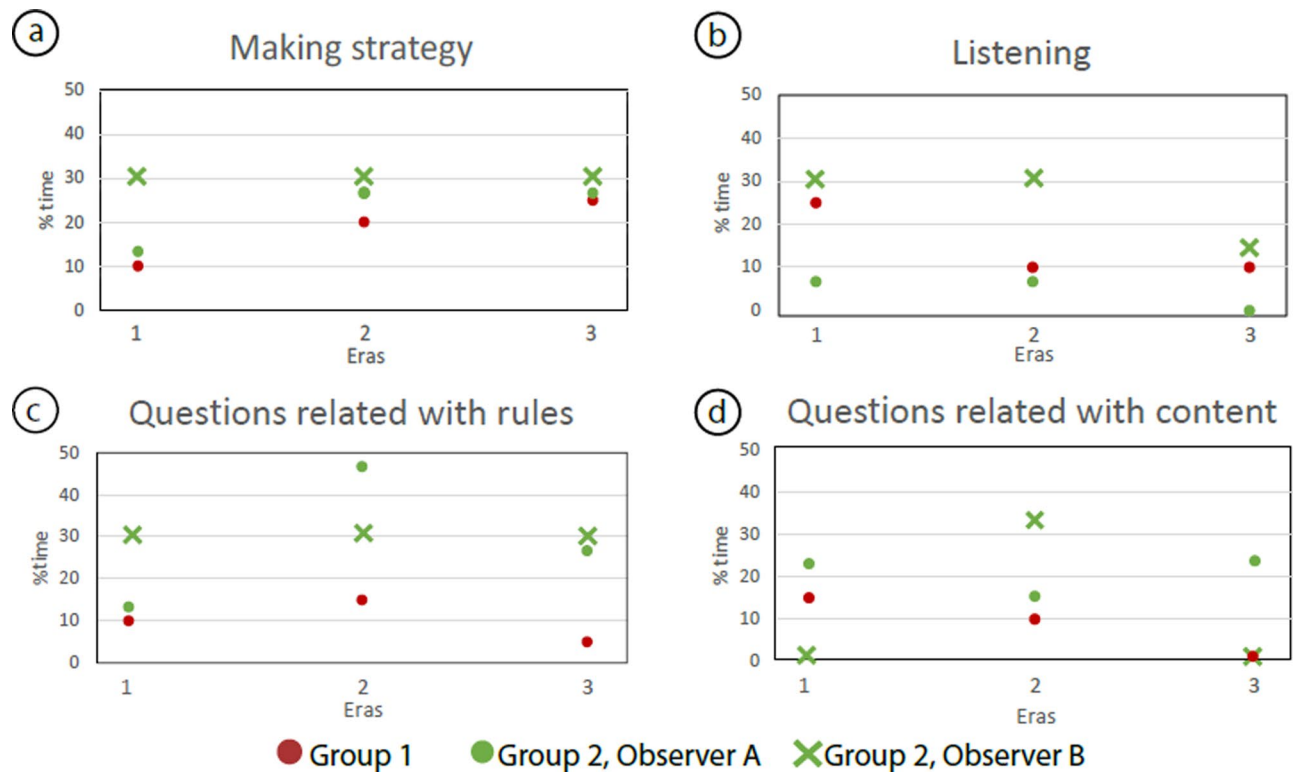 a
Making strategy
50
40
30
20
10
0
% time
1 2 3
Eras
b
Listening
50
40
30
20
10
0
% time
1 2 3
Eras
c
Questions related with rules
50
40
30
20
10
0
%time
1 2 3
Eras
d
Questions related with content
50
40
30
20
10
0
% time
1 2 3
Eras
Group 1 Group 2, Observer A Group 2, Observer B